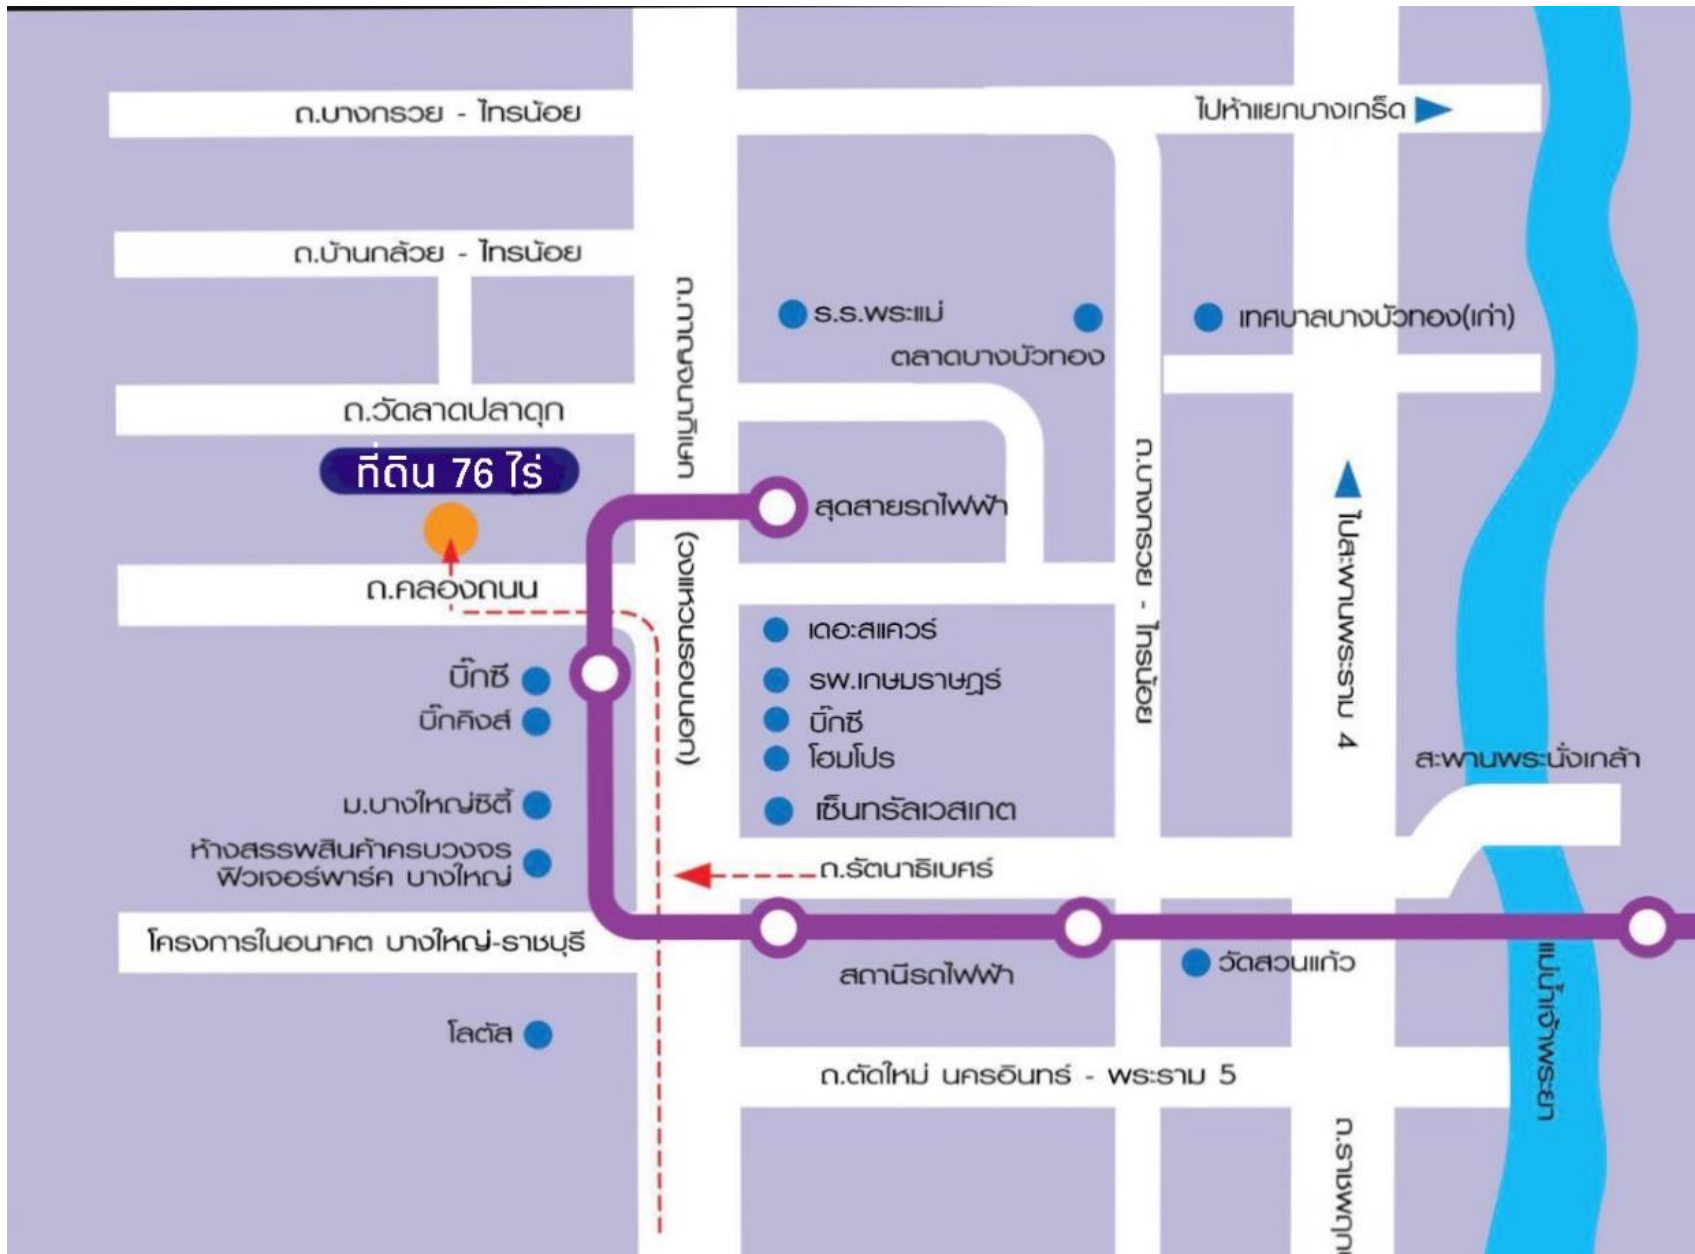 ถ.บางกรวย - ไทรน้อย
ไปห้าแยกบางเกร็ด
ถ.บ้านกล้วย - ไทรน้อย
ร.ร.พระแม่
เทศบาลบางบัวทอง(เก่า)
ตลาดบางบัวทอง
ถ.วัดลาดปลาดุก
ที่ดิน 76 ไร่
ถ.กาญจนาภิเษก (วงแหวนรอบนอก)
สุดสายรถไฟฟ้า
ถ.บางกรวย - ไทรน้อย
ไปสะพานพระราม 4
ถ.คลองถนน
เดอะสแควร์
บิ๊กซี
รพ.เกษมราษฎร์
บิ๊กคิงส์
บิ๊กซี
โฮมโปร
สะพานพระนั่งเกล้า
ม.บางใหญ่ซิตี้
เซ็นทรัลเวสเกต
ห้างสรรพสินค้าครบวงจร
ฟิวเจอร์พาร์ค บางใหญ่
ถ.รัตนาธิเบศร์
โครงการในอนาคต บางใหญ่-ราชบุรี
สถานีรถไฟฟ้า
วัดสวนแก้ว
แม่น้ำเจ้าพระยา
โลตัส
ถ.ตัดใหม่ นครอินทร์ - พระราม 5